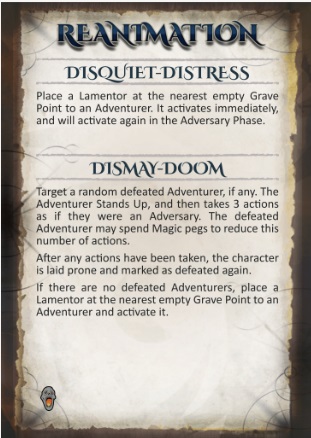 REANIMATION
DISQUIET-DISTRESS
Place a Lamentor at the nearest empty Grave
Point to an Adventurer. It activates immediately,
and will activate again in the Adversary Phase.
DISMAY-DOOM
Target a random defeated Adventurer, if any. The
Adventurer Stands Up, and then takes 3 actions
as if they were an Adversary. The defeated
Adventurer may spend Magic pegs to reduce this
number of actions.
After any actions have been taken, the character
is laid prone and marked as defeated again.
If there are no defeated Adventurers, place a
Lamentor at the nearest empty Grave Point to an
Adventurer and activate it.